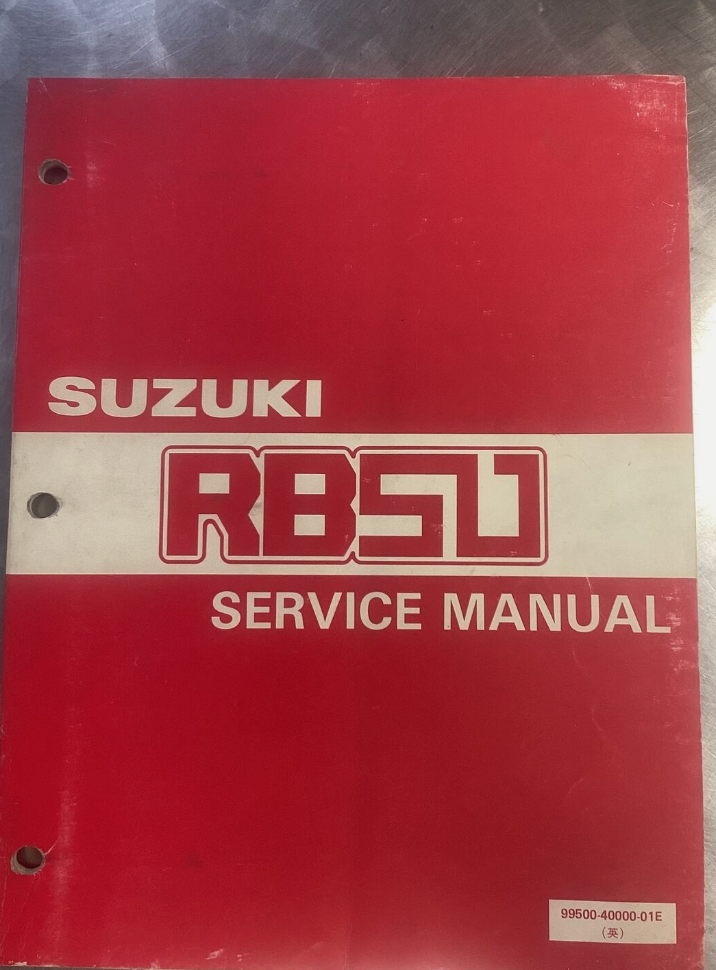 SUZUKI
RB50
SERVICE MANUAL
99500-40000-01E
(英)